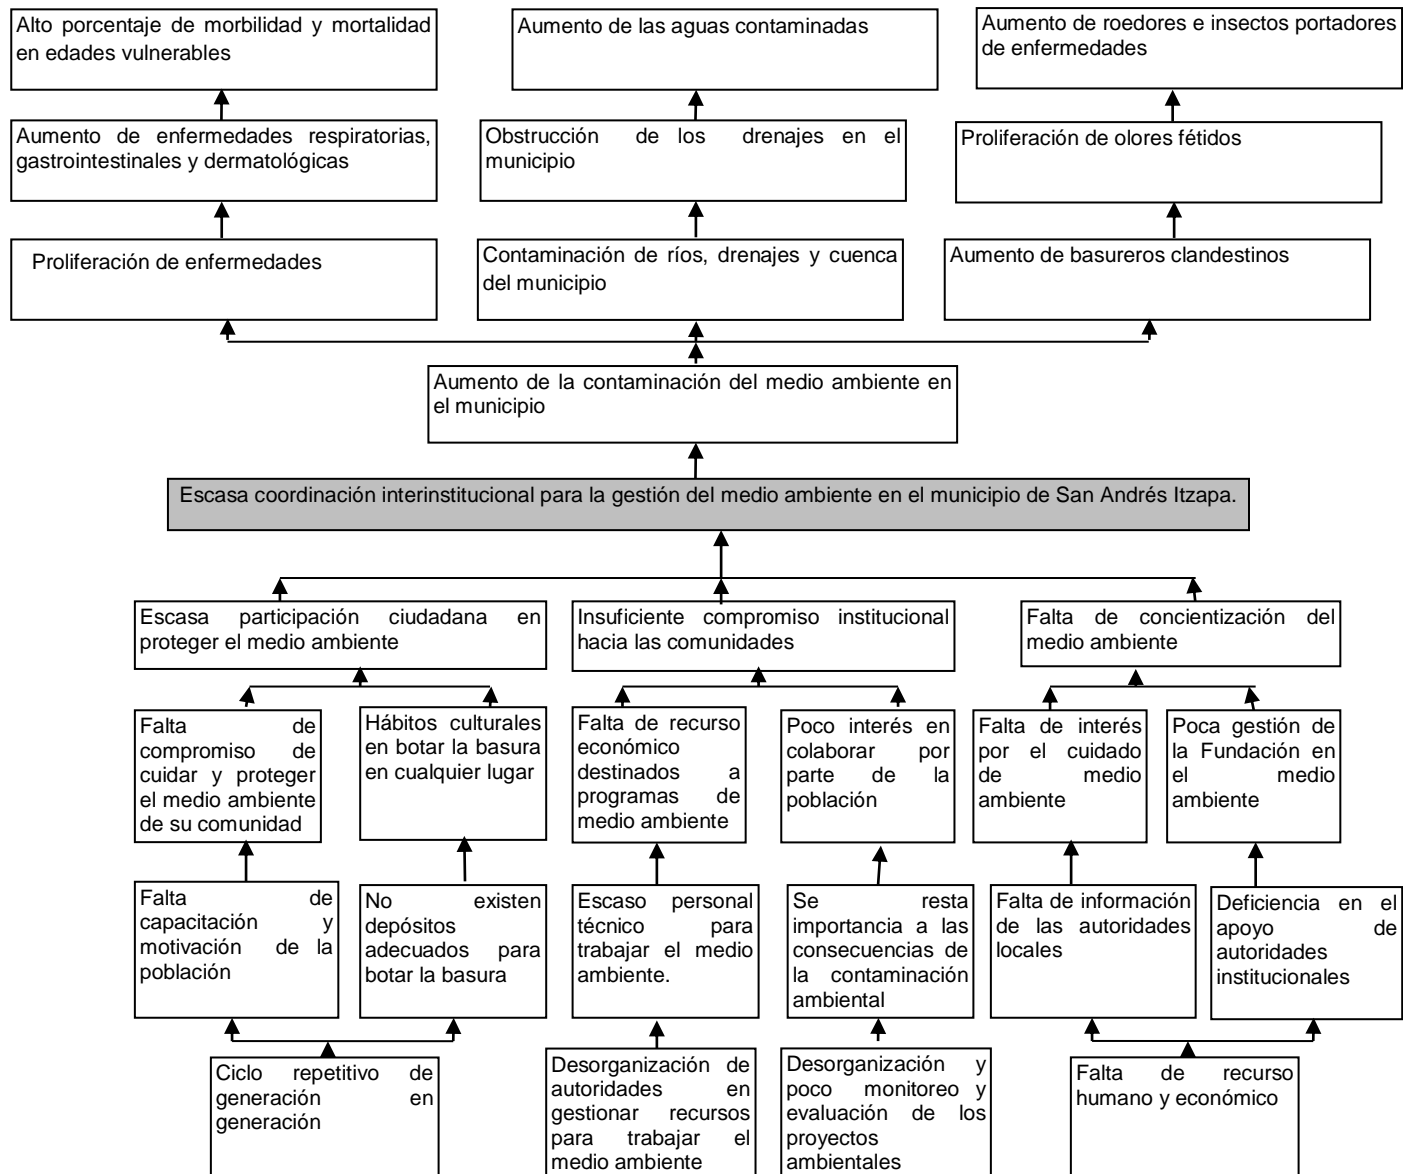 Alto porcentaje de morbilidad y mortalidad
en edades vulnerables
Aumento de las aguas contaminadas
Aumento de roedores e insectos portadores
de enfermedades
Aumento de enfermedades respiratorias,
gastrointestinales y dermatológicas
Obstrucción de los drenajes en el
municipio
Proliferación de olores fétidos
Proliferación de enfermedades
Contaminación de ríos, drenajes y cuenca
del municipio
Aumento de basureros clandestinos
Aumento de la contaminación del medio ambiente en
el municipio
Escasa coordinación interinstitucional para la gestión del medio ambiente en el municipio de San Andrés Itzapa.
Escasa participación ciudadana en
proteger el medio ambiente
Insuficiente compromiso institucional
hacia las comunidades
Falta de concientización del
medio ambiente
Falta de
compromiso de
cuidar y proteger
el medio ambiente
de su comunidad
Hábitos culturales
en botar la basura
en cualquier lugar
Falta de recurso
económico
destinados a
programas de
medio ambiente
Poco interés en
colaborar por
parte de la
población
Falta de interés
por el cuidado
de medio
ambiente
Poca gestión de
la Fundación en
el medio
ambiente
Falta de
capacitación y
motivación de la
población
No existen
depósitos
adecuados para
botar la basura
Escaso personal
técnico para
trabajar el medio
ambiente.
Se resta
importancia a las
consecuencias de
la contaminación
ambiental
Falta de información
de las autoridades
locales
Deficiencia en el
apoyo de
autoridades
institucionales
Ciclo repetitivo de
generación en
generación
Desorganización de
autoridades en
gestionar recursos
para trabajar el
medio ambiente
Desorganización y
poco monitoreo y
evaluación de los
proyectos
ambientales
Falta de recurso
humano y económico